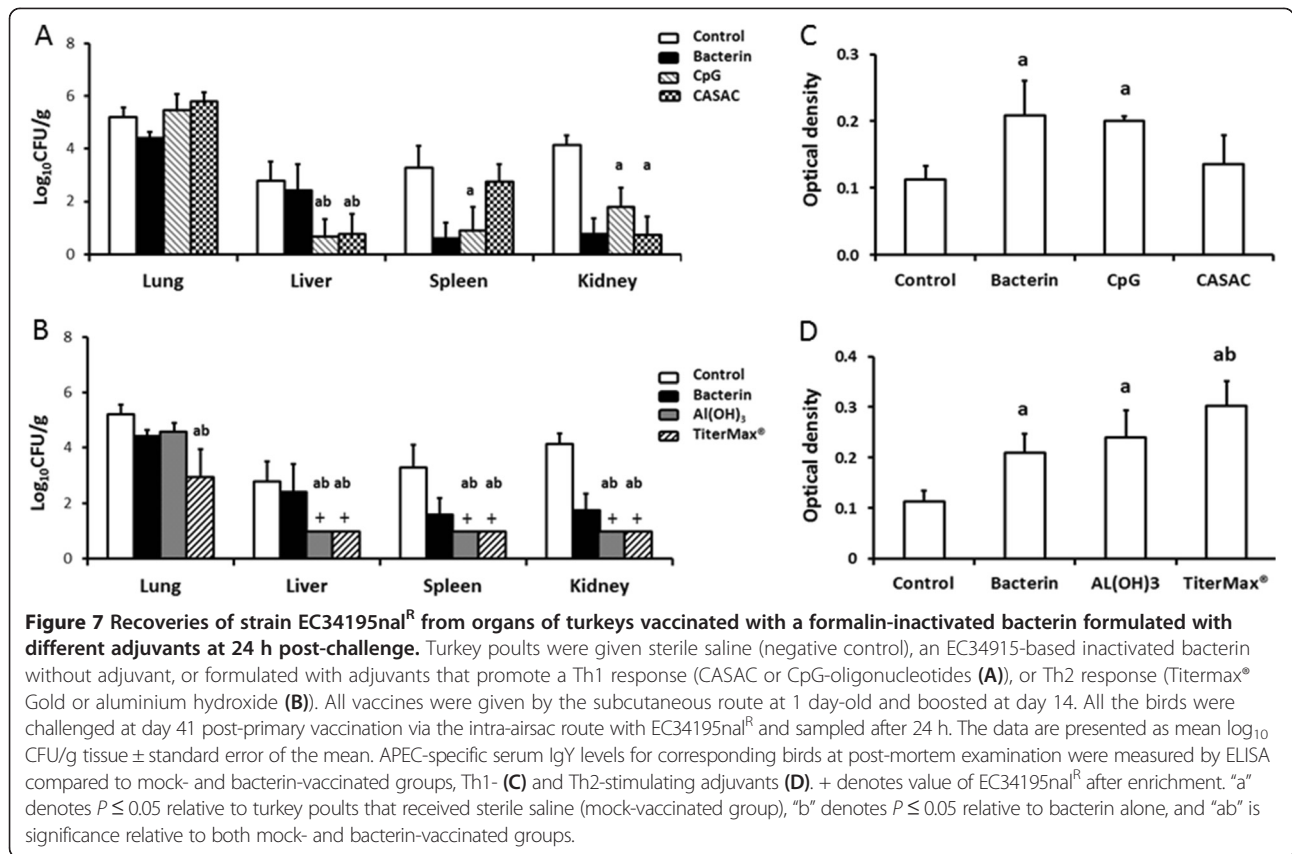 A
Log10CFU/g
8
6
4
2
0
Control
Bacterin
CpG
CASAC
ab ab
a
a a
Lung Liver Spleen Kidney
C
Optical density
0.3
0.2
0.1
0.0
a a
Control Bacterin CpG CASAC
B
Log10CFU/g
8
6
4
2
0
Control
Bacterin
Al(OH)3
TiterMax®
ab
ab ab
+ +
ab ab
+ +
ab ab
+ +
Lung Liver Spleen Kidney
D
Optical density
0.4
0.3
0.2
0.1
0
a a ab
Control Bacterin AL(OH)3 TiterMax®
Figure 7 Recoveries of strain EC34195nalR from organs of turkeys vaccinated with a formalin-inactivated bacterin formulated with
different adjuvants at 24 h post-challenge. Turkey poults were given sterile saline (negative control), an EC34915-based inactivated bacterin
without adjuvant, or formulated with adjuvants that promote a Th1 response (CASAC or CpG-oligonucleotides (A)), or Th2 response (Titermax®
Gold or aluminium hydroxide (B)). All vaccines were given by the subcutaneous route at 1 day-old and boosted at day 14. All the birds were
challenged at day 41 post-primary vaccination via the intra-airsac route with EC34195nalR and sampled after 24 h. The data are presented as mean log10
CFU/g tissue ± standard error of the mean. APEC-specific serum IgY levels for corresponding birds at post-mortem examination were measured by ELISA
compared to mock- and bacterin-vaccinated groups, Th1- (C) and Th2-stimulating adjuvants (D). + denotes value of EC34195nalR after enrichment. “a”
denotes P ≤ 0.05 relative to turkey poults that received sterile saline (mock-vaccinated group), “b” denotes P ≤ 0.05 relative to bacterin alone, and “ab” is
significance relative to both mock- and bacterin-vaccinated groups.